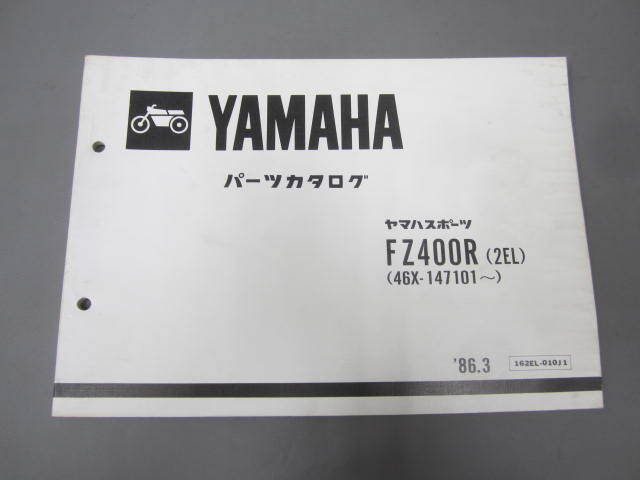 YAMAHA
パーツカタログ
ヤマハスポーツ
FZ400R (2EL)
(46X-147101～)
'86.3 162EL-010J1